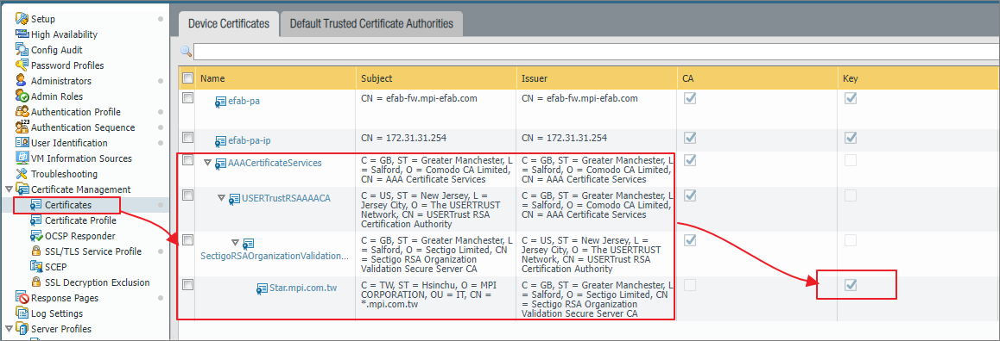 Setup
High Availability
Config Audit
Password Profiles
Administrators
Admin Roles
Authentication Profile
Authentication Sequence
User Identification
VM Information Sources
Troubleshooting
Certificate Management
Certificates
Certificate Profile
OCSP Responder
SSL/TLS Service Profile
SCEP
SSL Decryption Exclusion
Response Pages
Log Settings
Server Profiles
Device Certificates
Default Trusted Certificate Authorities
Name
Subject
Issuer
CA
Key
efab-pa
CN = efab-fw.mpi-efab.com
CN = efab-fw.mpi-efab.com
efab-pa-ip
CN = 172.31.31.254
CN = 172.31.31.254
AAACertificateServices
C = GB, ST = Greater Manchester, L
= Salford, O = Comodo CA Limited,
CN = AAA Certificate Services
C = GB, ST = Greater Manchester, L
= Salford, O = Comodo CA Limited,
CN = AAA Certificate Services
USERTrustRSAAAACA
C = US, ST = New Jersey, L =
Jersey City, O = The USERTRUST
Network, CN = USERTrust RSA
Certification Authority
C = GB, ST = Greater Manchester, L
= Salford, O = Comodo CA Limited,
CN = AAA Certificate Services
SectigoRSAOrganizationValidation...
C = GB, ST = Greater Manchester, L
= Salford, O = Sectigo Limited, CN
= Sectigo RSA Organization
Validation Secure Server CA
C = US, ST = New Jersey, L =
Jersey City, O = The USERTRUST
Network, CN = USERTrust RSA
Certification Authority
Star.mpi.com.tw
C = TW, ST = Hsinchu, O = MPI
CORPORATION, OU = IT, CN =
*.mpi.com.tw
C = GB, ST = Greater Manchester, L
= Salford, O = Sectigo Limited, CN
= Sectigo RSA Organization
Validation Secure Server CA